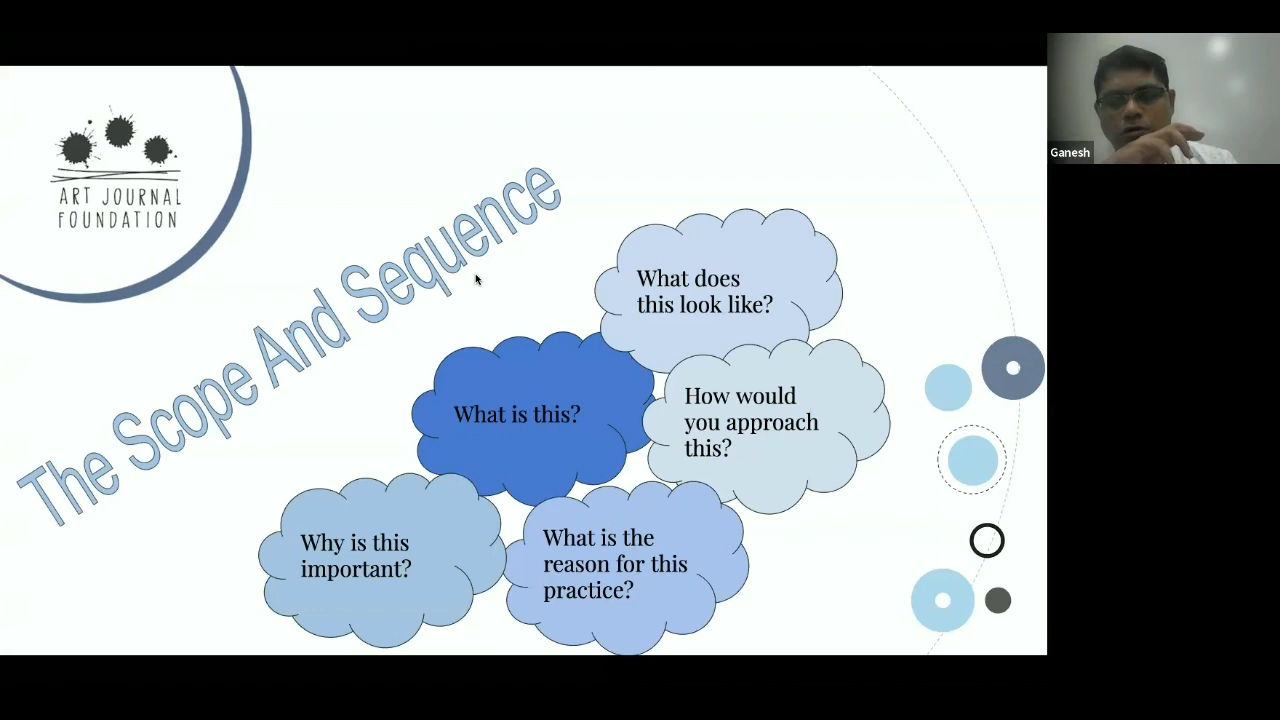 ART JOURNAL
FOUNDATION
The Scope And Sequence
What does
this look like?
What is this?
How would
you approach
this?
Why is this
important?
What is the
reason for this
practice?
Ganesh